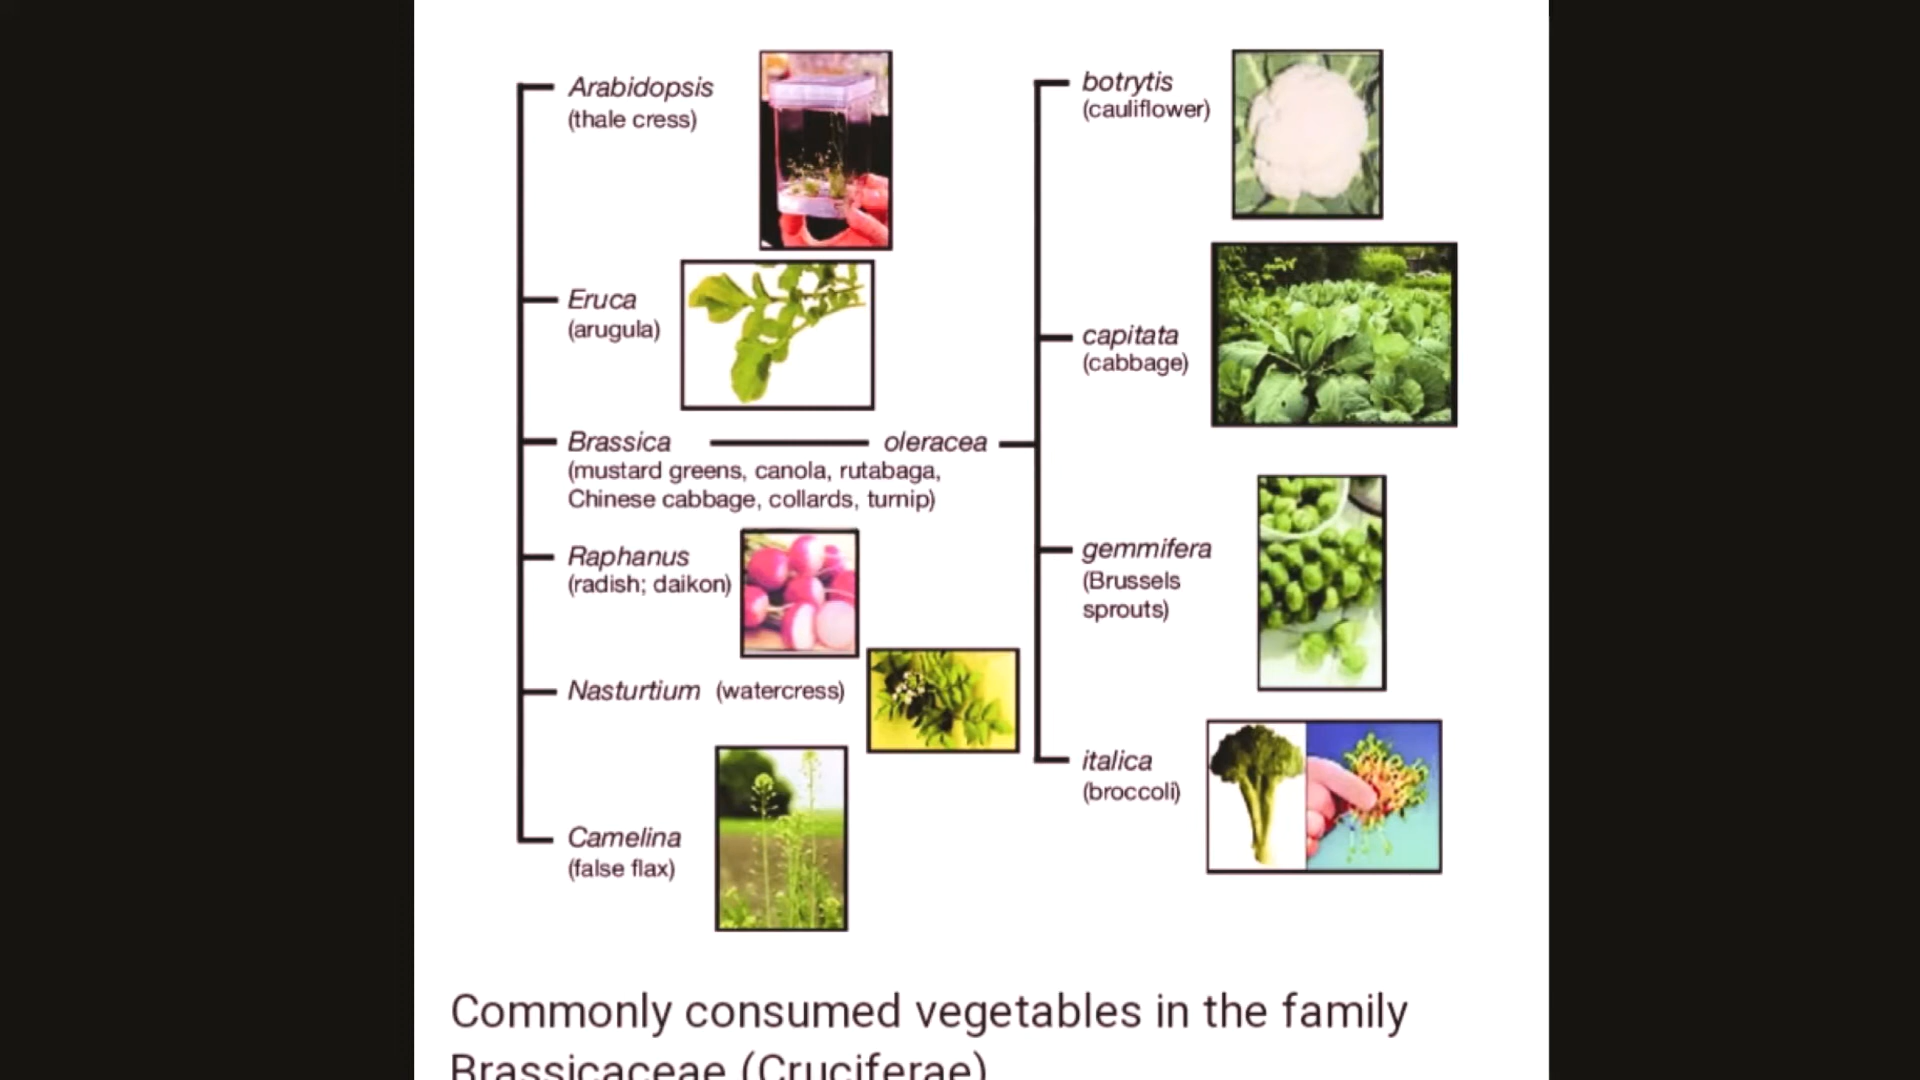 Arabidopsis
(thale cress)
Eruca
(arugula)
Brassica oleracea
(mustard greens, canola, rutabaga,
Chinese cabbage, collards, turnip)
Raphanus
(radish; daikon)
Nasturtium (watercress)
Camelina
(false flax)
botrytis
(cauliflower)
capitata
(cabbage)
gemmifera
(Brussels
sprouts)
italica
(broccoli)
Commonly consumed vegetables in the family
Brassicaceae (Cruciferae)